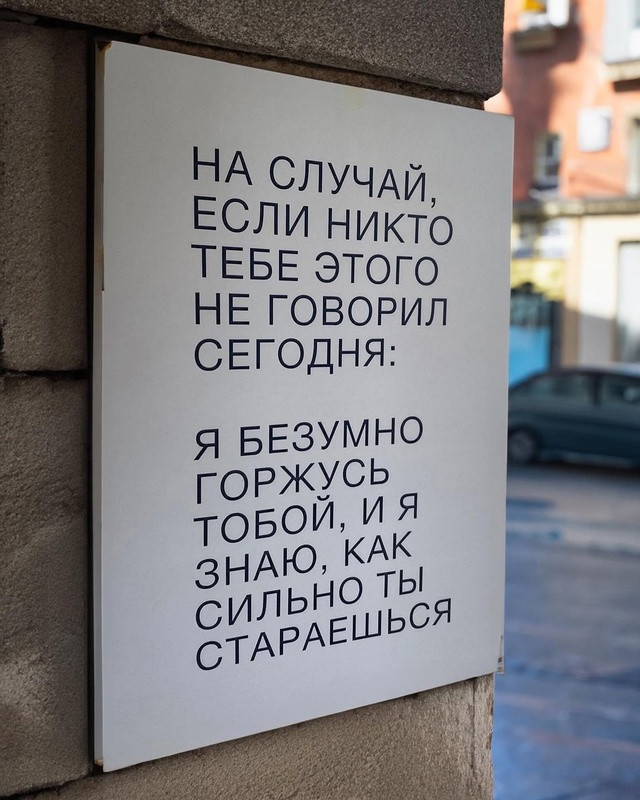 НА СЛУЧАЙ,
ЕСЛИ НИКТО
ТЕБЕ ЭТОГО
НЕ ГОВОРИЛ
СЕГОДНЯ:
Я БЕЗУМНО
ГОРЖУСЬ
ТОБОЙ, И Я
ЗНАЮ, КАК
СИЛЬНО ТЫ
СТАРАЕШЬСЯ